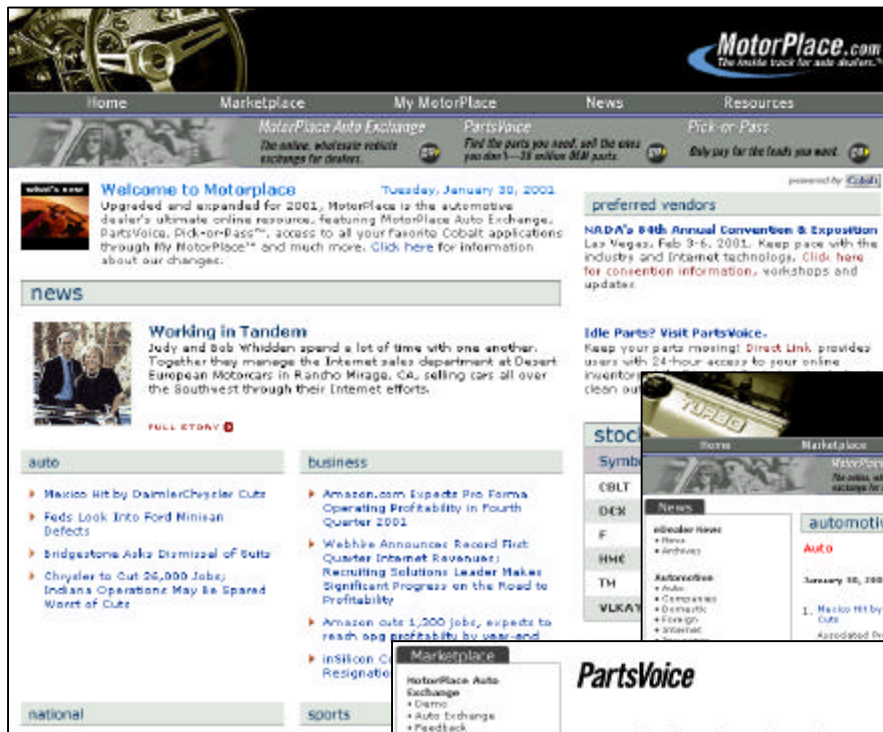 MotorPlace.com
The inside track for auto dealers.™
Home Marketplace My MotorPlace News Resources
MotorPlace Auto Exchange
The online, wholesale vehicle
exchange for dealers.
PartsVoice
Find the parts you need, sell the ones
you don't—36 million OEM parts.
Pick-or-Pass
Only pay for the leads you want.
powered by Cobalt
what's new
Welcome to Motorplace
Tuesday, January 30, 2001
Upgraded and expanded for 2001, MotorPlace is the automotive
dealer's ultimate online resource, featuring MotorPlace Auto Exchange,
PartsVoice, Pick-or-Pass™, access to all your favorite Cobalt applications
through My MotorPlace™ and much more. Click here for information
about our changes.
news
Working in Tandem
Judy and Bob Whidden spend a lot of time with one another.
Together they manage the Internet sales department at Desert
European Motorcars in Rancho Mirage, CA, selling cars all over
the Southwest through their Internet efforts.
FULL STORY
auto
Mexico Hit by DaimlerChrysler Cuts
Feds Look Into Ford Minivan
Defects
Bridgestone Asks Dismissal of Suits
Chrysler to Cut 26,000 Jobs;
Indiana Operations May Be Spared
Worst of Cuts
business
Amazon.com Expects Pro Forma
Operating Profitability in Fourth
Quarter 2001
Webhire Announces Record First
Quarter Internet Revenues;
Recruiting Solutions Leader Makes
Significant Progress on the Road to
Profitability
Amazon cuts 1,300 jobs, expects to
reach opg profitabilty by year-end
inSilicon
Resignatio
national
sports
preferred vendors
NADA's 84th Annual Convention & Exposition
Las Vegas, Feb 3-6, 2001. Keep pace with the
industry and Internet technology. Click here
for convention information, workshops and
updates
Idle Parts? Visit PartsVoice.
Keep your parts moving! Direct Link provides
users with 24-hour access to your online
inventor
clean out
stoc
Symb
CBLT
DCX
F
HMC
TM
VLKAY
TURBO
Home Marketplace
News
eDealer News
• News
• Archives
Automotive
• Auto
• Companies
• Domestic
• Foreign
• Internet
automotiv
Auto
January 30, 200
1. Mexico Hit by
Cuts
Associated Pr
Marketplace
MotorPlace Auto
Exchange
• Demo
• Auto Exchange
• Feedback
PartsVoice